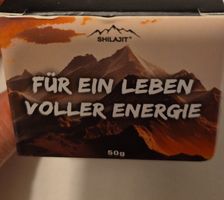 SHILAJIT
FÜR EIN LEBEN
VOLLER ENERGIE
50g